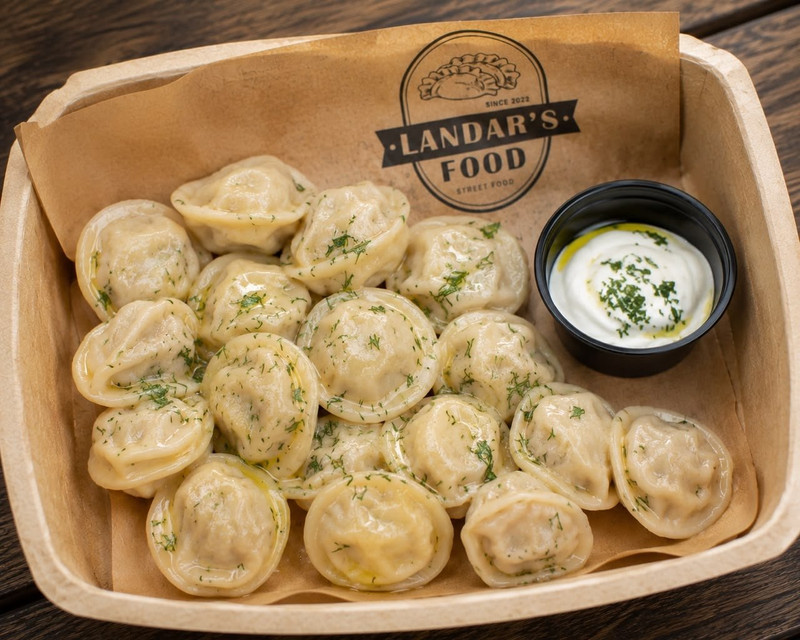 SINCE 2022
· LANDAR'S ·
FOOD
STREET FOOD